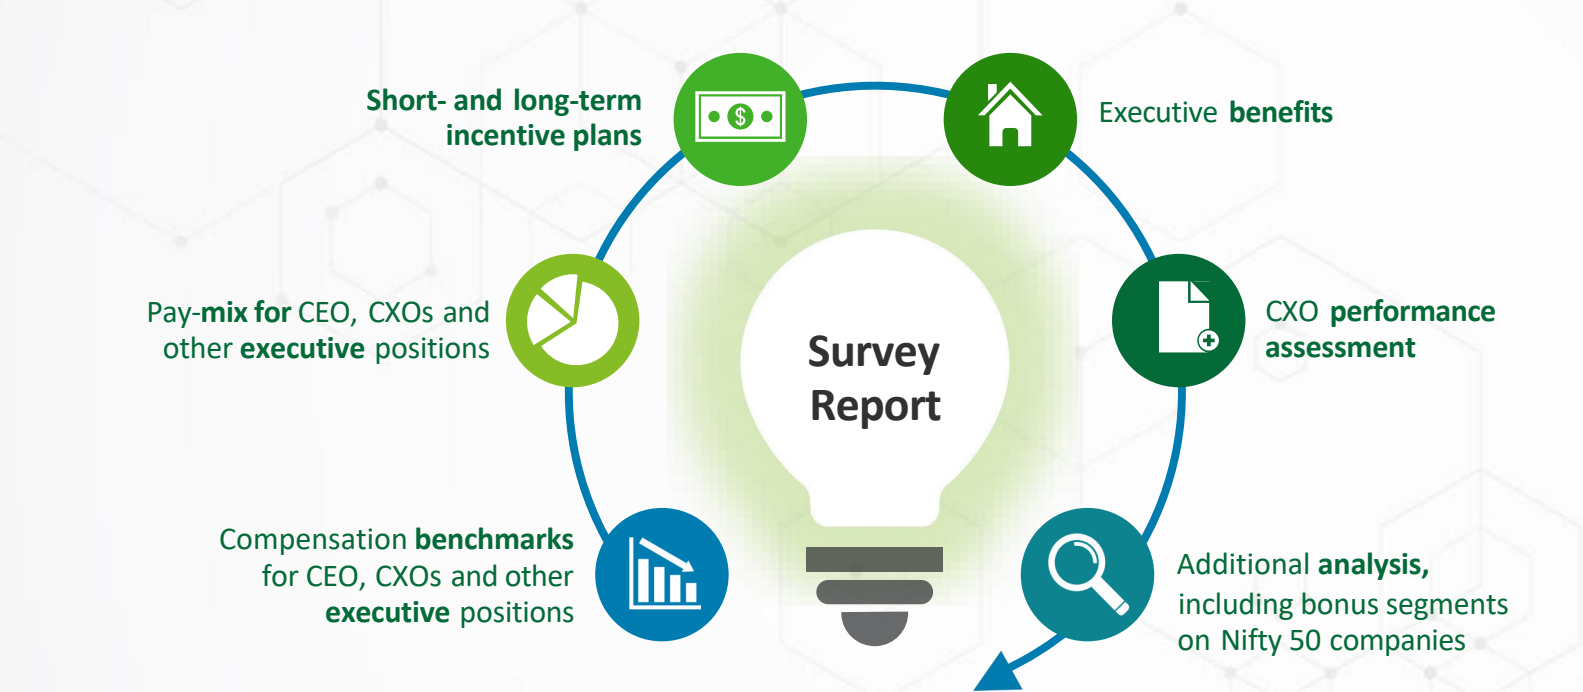 Short- and long-term
incentive plans
$
Executive benefits
Pay-mix for CEO, CXOs and
other executive positions
Survey
Report
CXO performance
assessment
Compensation benchmarks
for CEO, CXOs and other
executive positions
Additional analysis,
including bonus segments
on Nifty 50 companies